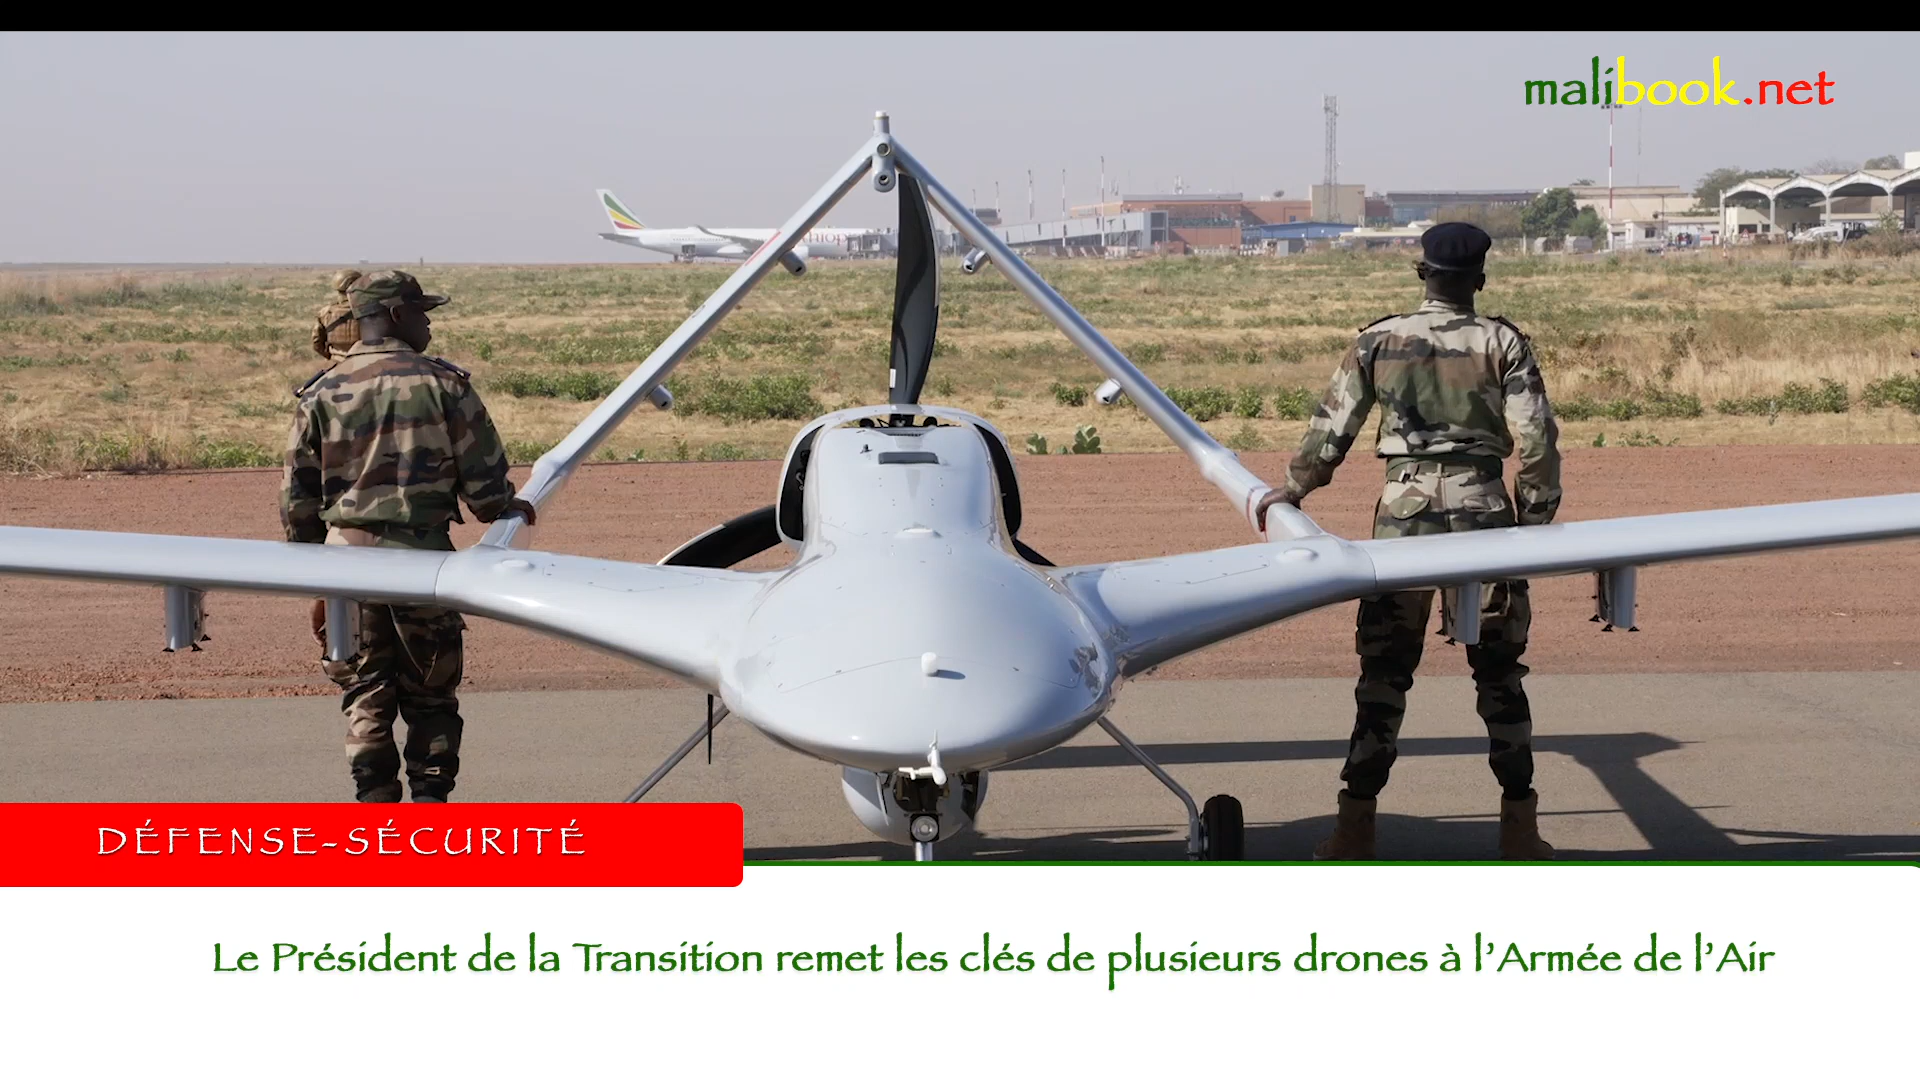 malibook.net
DÉFENSE-SÉCURITÉ
Le Président de la Transition remet les clés de plusieurs drones à l'Armée de l'Air